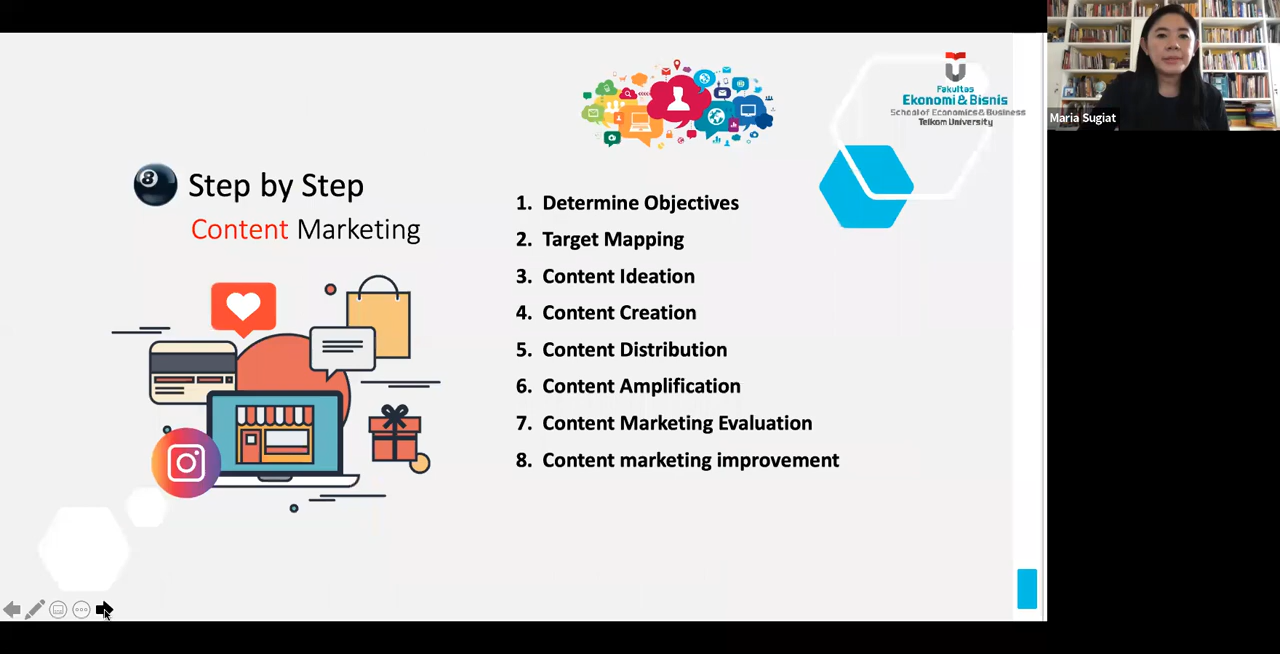 Fakultas
Ekonomi & Bisnis
School of Economics & Business
Telkom University
Maria Sugiat
8 Step by Step
Content Marketing
1. Determine Objectives
2. Target Mapping
3. Content Ideation
4. Content Creation
5. Content Distribution
6. Content Amplification
7. Content Marketing Evaluation
8. Content marketing improvement